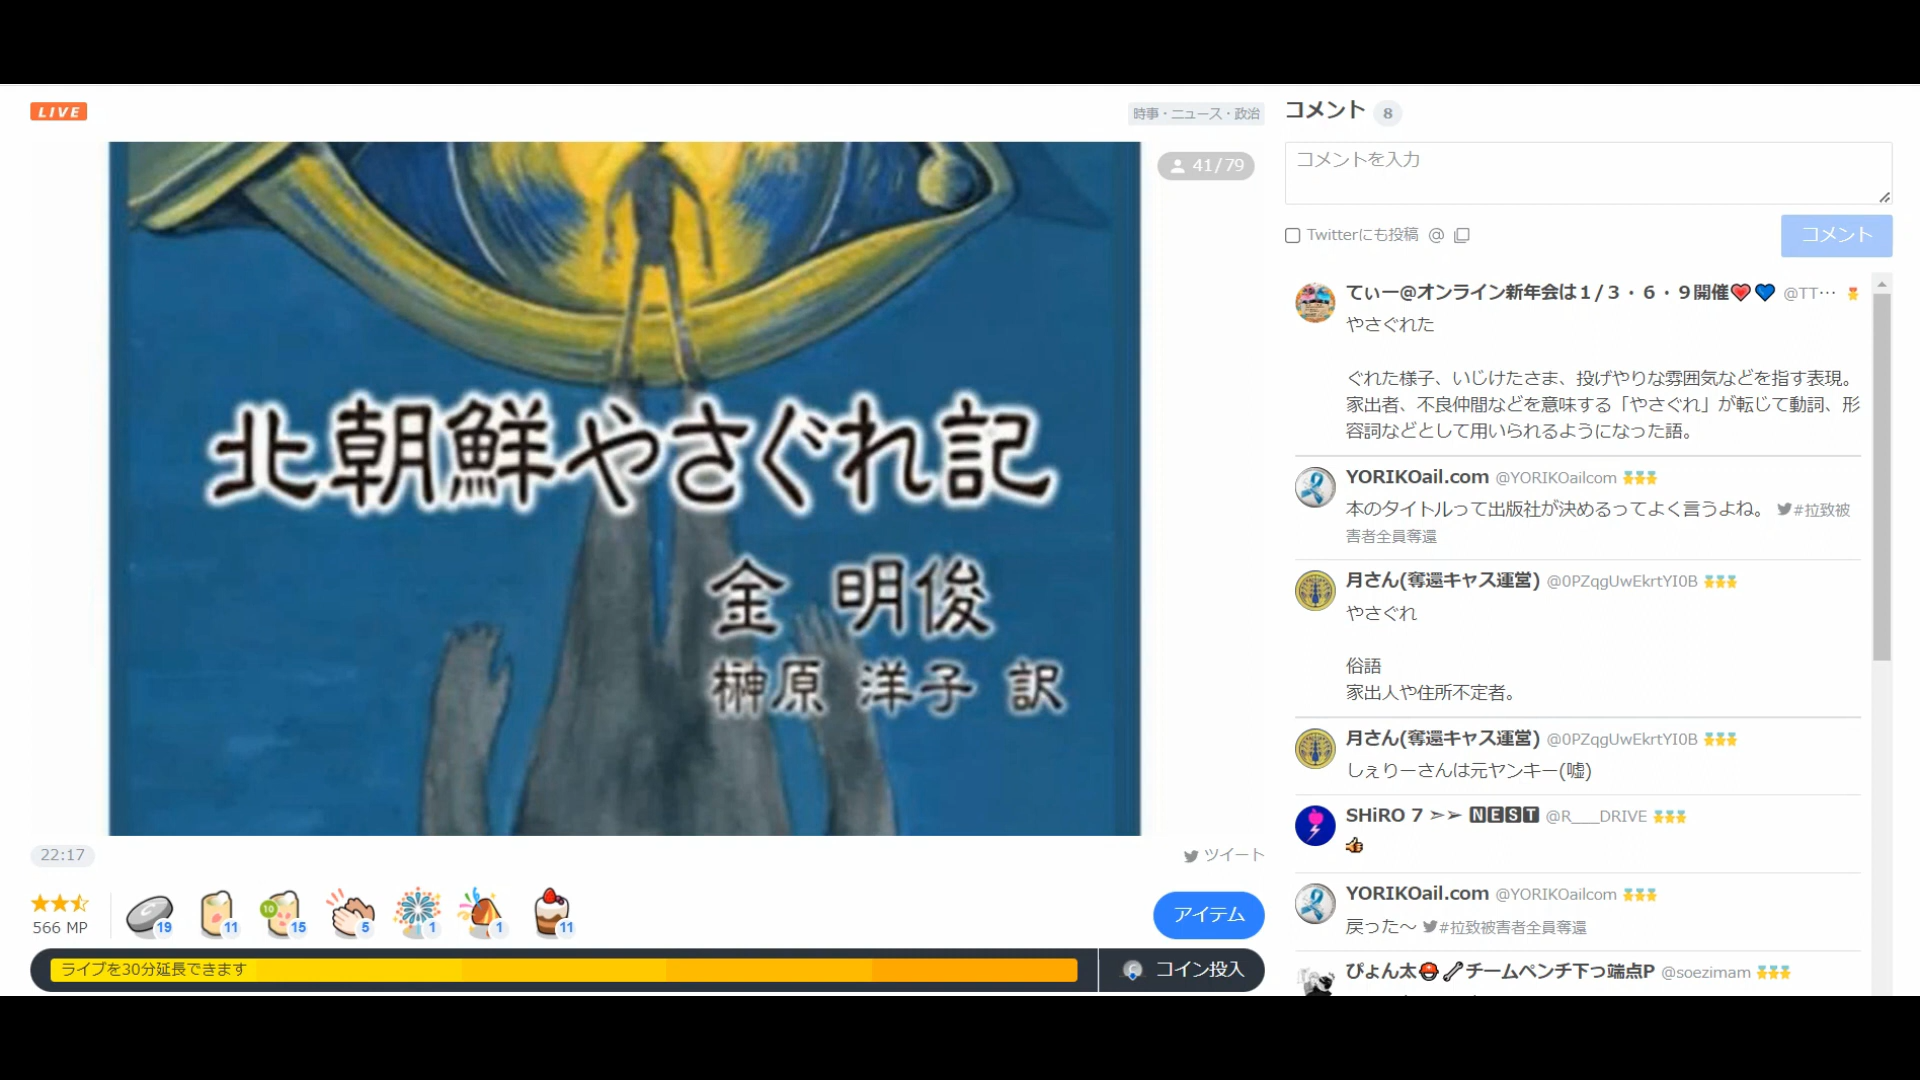 LIVE
時事・ニュース・政治
41/79
北朝鮮やさぐれ記
金 明俊
榊原 洋子 訳
22:17
ツイート
566 MP
19
11
10
15
5
1
1
11
アイテム
ライブを30分延長できます
コイン投入
コメント 8
コメントを入力
Twitterにも投稿 @
コメント
てぃー@オンライン新年会は１/３・６・９開催❤️💙 @TT…
やさぐれた
ぐれた様子、いじけたさま、投げやりな雰囲気などを指す表現。
家出者、不良仲間などを意味する「やさぐれ」が転じて動詞、形
容詞などとして用いられるようになった語。
YORIKOail.com @YORIKOailcom
本のタイトルって出版社が決めるってよく言うよね。 #拉致被
害者全員奪還
月さん(奪還キャス運営) @0PZqgUwEkrtYI0B
やさぐれ
俗語
家出人や住所不定者。
月さん(奪還キャス運営) @0PZqgUwEkrtYI0B
しぇりーさんは元ヤンキー(嘘)
SHiRO 7 ➣➢ 🅽🅴🆂🆃 @R___DRIVE
👍
YORIKOail.com @YORIKOailcom
戻った〜 #拉致被害者全員奪還
ぴょん太⛑🦴チームペンチ下っ端点P @soezimam